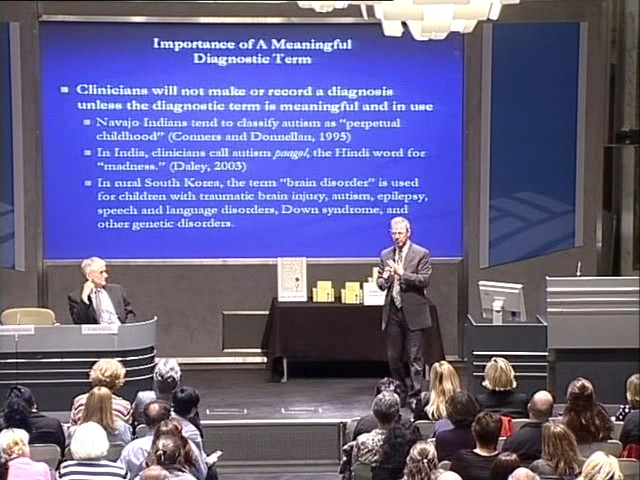 Importance of A Meaningful
Diagnostic Term
Clinicians will not make or record a diagnosis
unless the diagnostic term is meaningful and in use
Navajo Indians tend to classify autism as “perpetual
childhood” (Conners and Donnellan, 1995)
In India, clinicians call autism paagol, the Hindi word for
“madness.” (Daley, 2003)
In rural South Korea, the term “brain disorder” is used
for children with traumatic brain injury, autism, epilepsy,
speech and language disorders, Down syndrome, and
other genetic disorders.